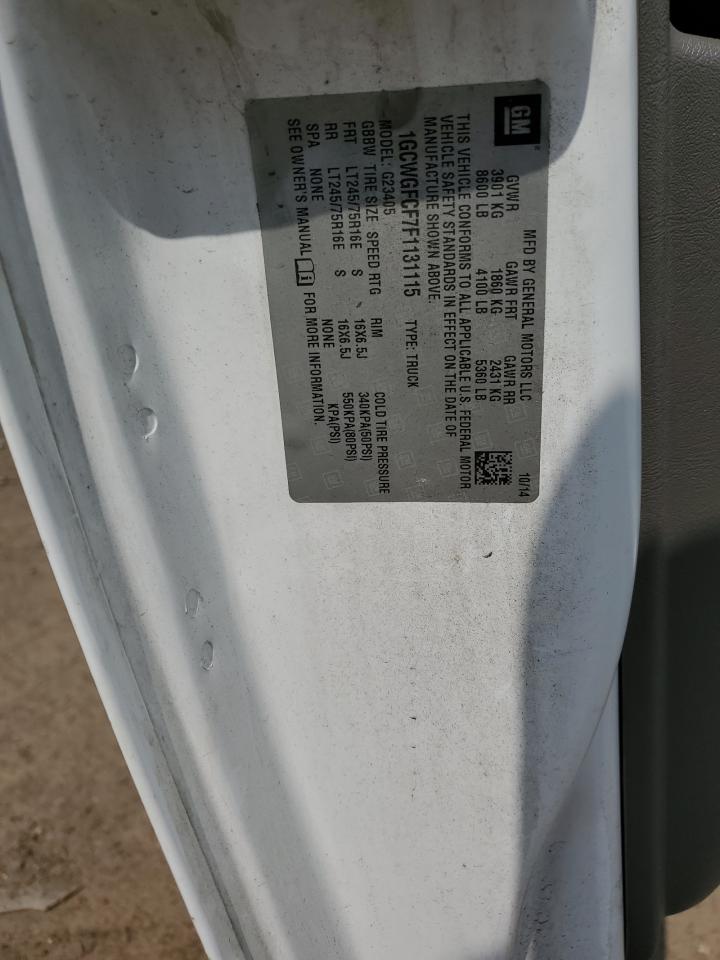 GM
MFD BY GENERAL MOTORS LLC 10/14
GVWR GAWR FRT GAWR RR
3901 KG 1860 KG 2431 KG
8600 LB 4100 LB 5360 LB
THIS VEHICLE CONFORMS TO ALL APPLICABLE U.S. FEDERAL MOTOR
VEHICLE SAFETY STANDARDS IN EFFECT ON THE DATE OF
MANUFACTURE SHOWN ABOVE.
1GCWGFCF7F1131115 TYPE: TRUCK
MODEL: G23405
GBBW TIRE SIZE SPEED RTG RIM COLD TIRE PRESSURE
FRT LT245/75R16E S 16X6.5J 340KPA(50PSI)
RR LT245/75R16E S 16X6.5J 550KPA(80PSI)
SPA NONE NONE KPA(PSI)
SEE OWNER'S MANUAL FOR MORE INFORMATION.